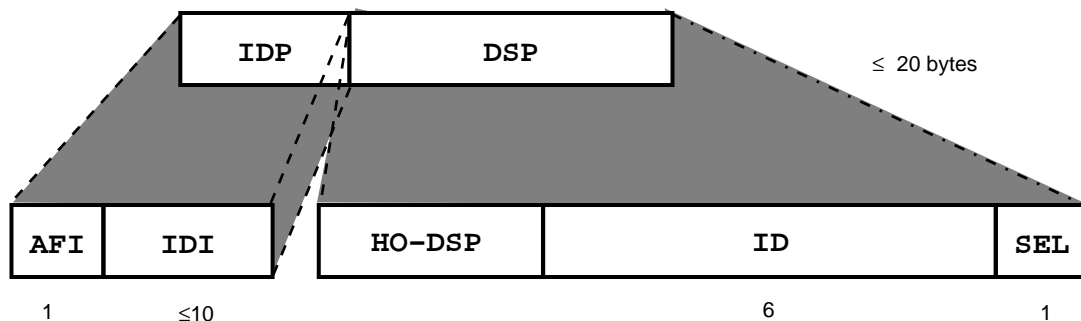 IDP DSP
≤ 20 bytes
AFI IDI HO-DSP ID SEL
1 ≤10 6 1